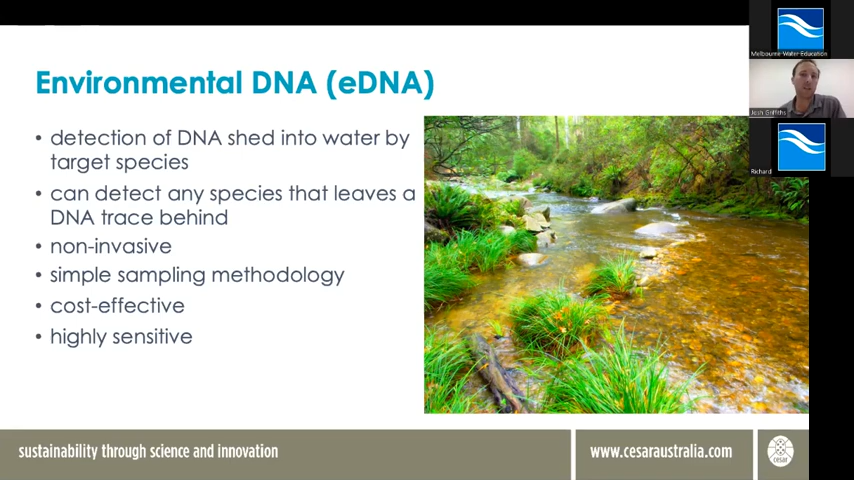 Environmental DNA (eDNA)
• detection of DNA shed into water by
target species
• can detect any species that leaves a
DNA trace behind
• non-invasive
• simple sampling methodology
• cost-effective
• highly sensitive
Melbourne Water Education
Josh Griffiths
Richard
sustainability through science and innovation
www.cesaraustralia.com
cesar